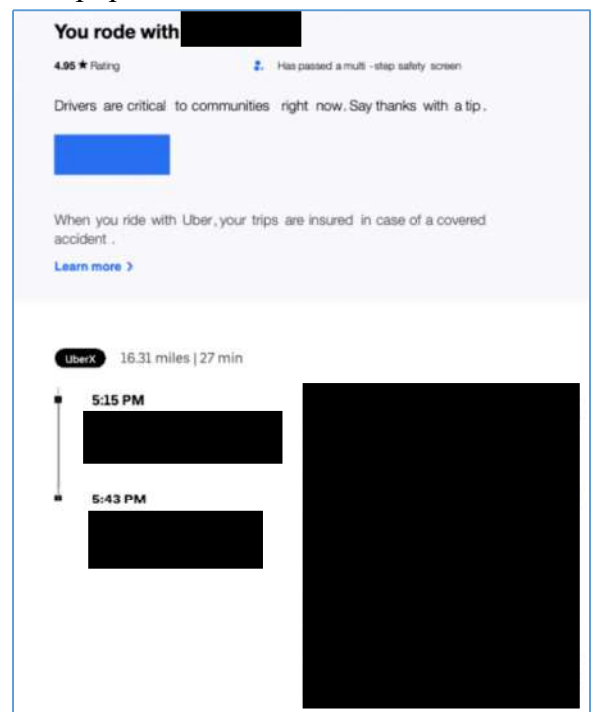 You rode with
4.95 ★ Rating
Has passed a multi -step safety screen
Drivers are critical to communities right now. Say thanks with a tip .
When you ride with Uber, your trips are insured in case of a covered
accident .
Learn more >
UberX 16.31 miles | 27 min
5:15 PM
5:43 PM